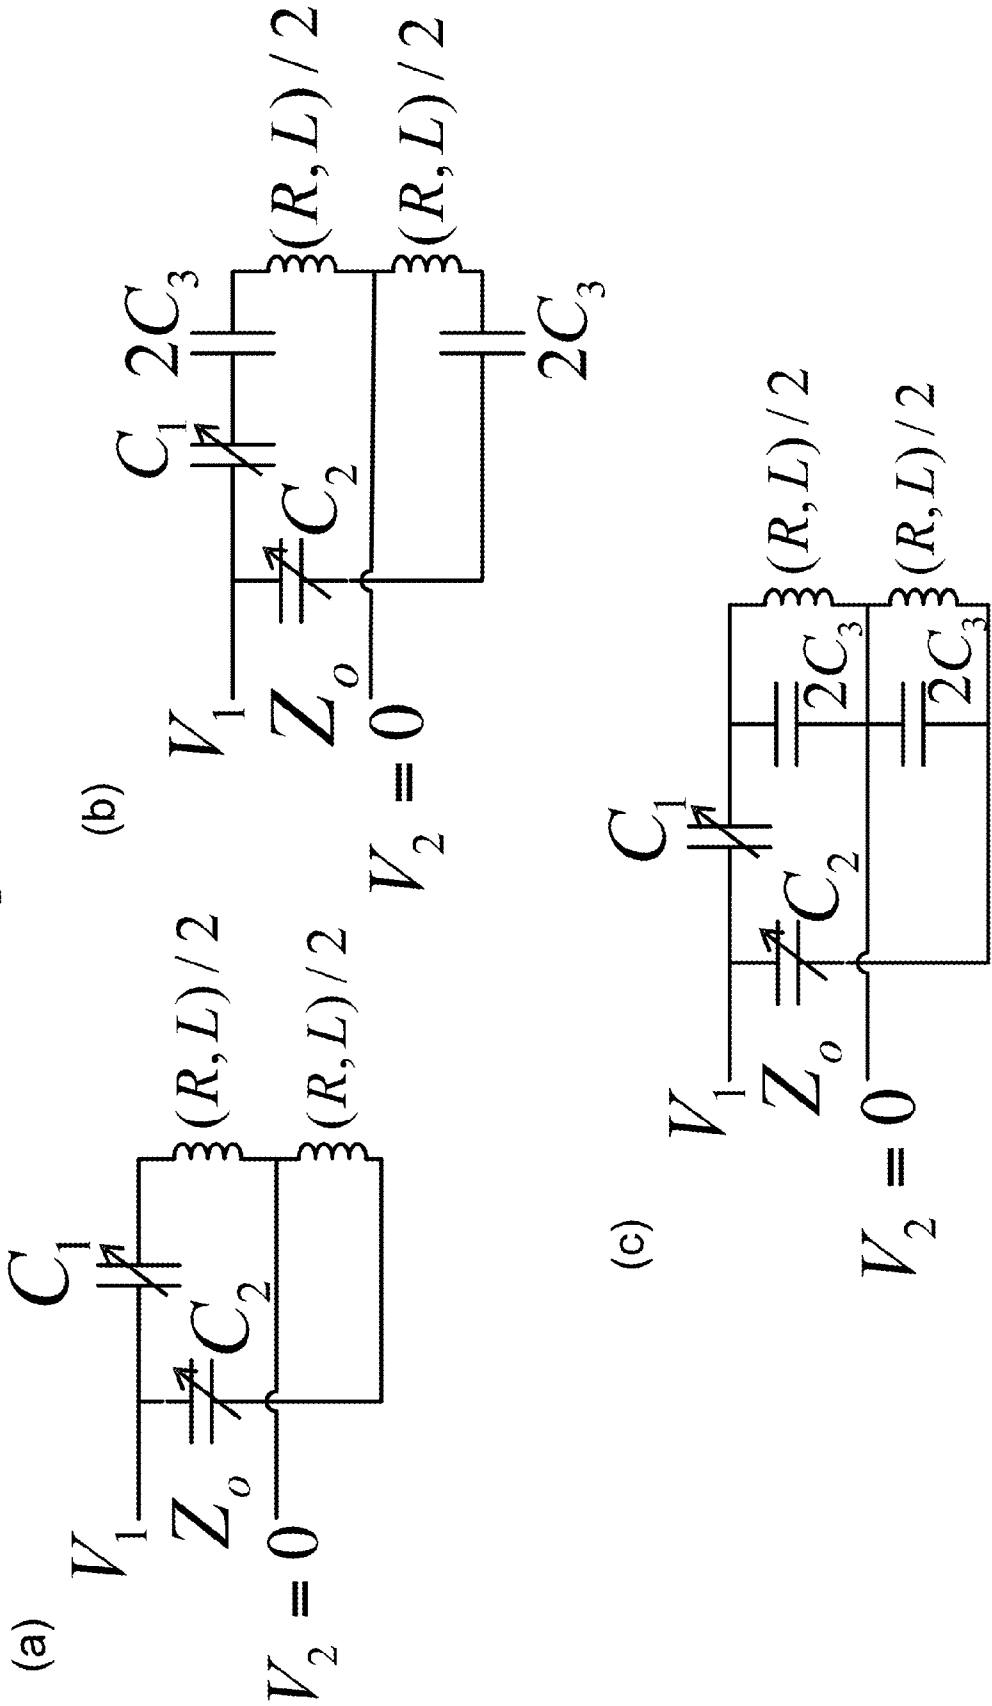 (a)
C₁
(R, L) / 2
C₂
(R, L) / 2
V₁
Zₒ
V₂ = 0
(b)
C₁
2C₃
(R, L) / 2
C₂
(R, L) / 2
2C₃
V₁
Zₒ
V₂ = 0
(c)
C₁
(R, L) / 2
2C₃
C₂
(R, L) / 2
2C₃
V₁
Zₒ
V₂ = 0